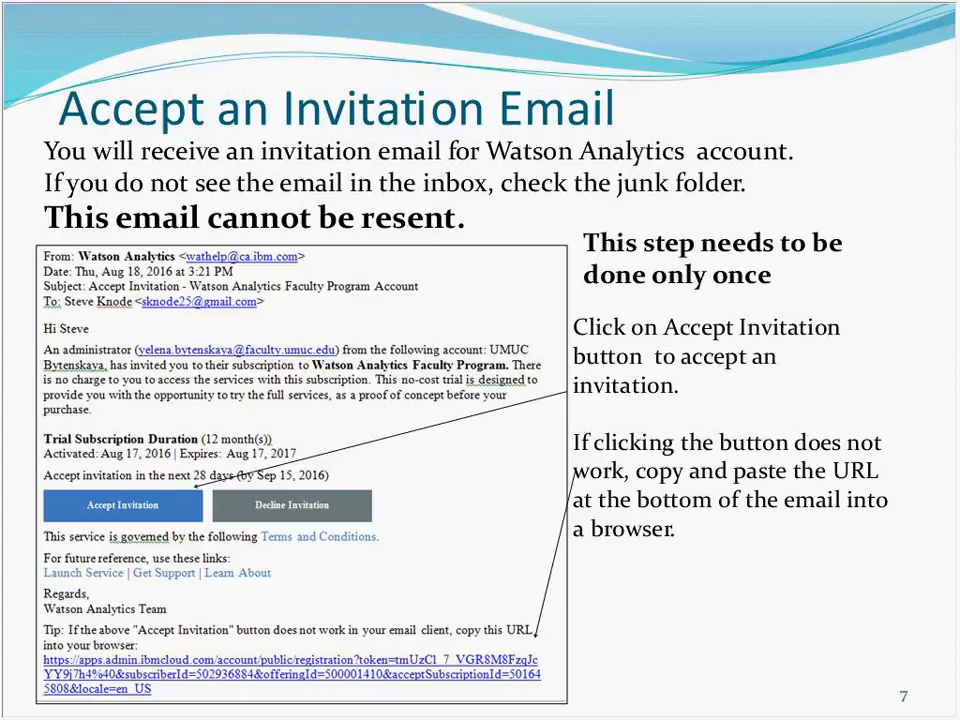 Accept an Invitation Email
You will receive an invitation email for Watson Analytics account.
If you do not see the email in the inbox, check the junk folder.
This email cannot be resent.
From: Watson Analytics <wathelp@ca.ibm.com>
Date: Thu, Aug 18, 2016 at 3:21 PM
Subject: Accept Invitation - Watson Analytics Faculty Program Account
To: Steve Knode <sknode25@gmail.com>
Hi Steve
An administrator (yelena.bytenskaya@faculty.umuc.edu) from the following account: UMUC
Bytenskaya, has invited you to their subscription to Watson Analytics Faculty Program. There
is no charge to you to access the services with this subscription. This no-cost trial is designed to
provide you with the opportunity to try the full services, as a proof of concept before your
purchase.
Trial Subscription Duration (12 month(s))
Activated: Aug 17, 2016 | Expires: Aug 17, 2017
Accept invitation in the next 28 days (by Sep 15, 2016)
Accept Invitation
Decline Invitation
This service is governed by the following Terms and Conditions.
For future reference, use these links:
Launch Service | Get Support | Learn About
Regards,
Watson Analytics Team
Tip: If the above "Accept Invitation" button does not work in your email client, copy this URL
into your browser:
https://apps.admin.ibmcloud.com/account/public/registration?token=tmUzCl_7_VGR8M8FzqJc
YY9j7h4%40&subscriberId=502936884&offeringId=500001410&acceptSubscriptionId=50164
5808&locale=en_US
This step needs to be
done only once
Click on Accept Invitation
button to accept an
invitation.
If clicking the button does not
work, copy and paste the URL
at the bottom of the email into
a browser.
7